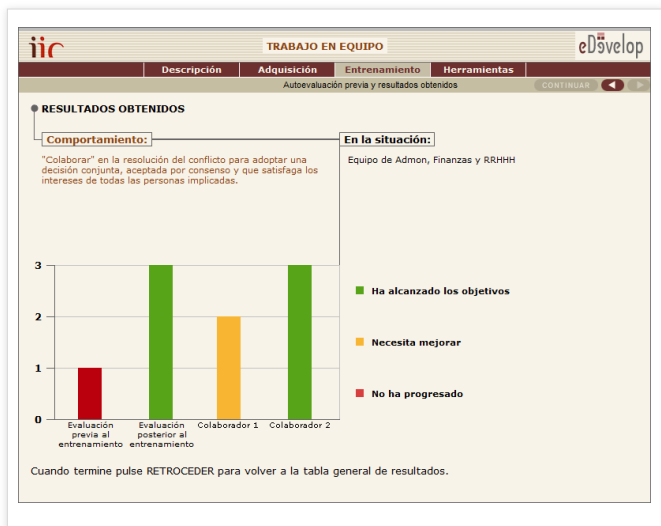 iic
TRABAJO EN EQUIPO
eDevelop
Descripción Adquisición Entrenamiento Herramientas
Autoevaluación previa y resultados obtenidos
CONTINUAR
RESULTADOS OBTENIDOS
Comportamiento:
En la situación:
"Colaborar" en la resolución del conflicto para adoptar una
decisión conjunta, aceptada por consenso y que satisfaga los
intereses de todas las personas implicadas.
Equipo de Admon, Finanzas y RRHHH
3
2
1
0
Evaluación
previa al
entrenamiento
Evaluación
posterior al
entrenamiento
Colaborador 1
Colaborador 2
Ha alcanzado los objetivos
Necesita mejorar
No ha progresado
Cuando termine pulse RETROCEDER para volver a la tabla general de resultados.